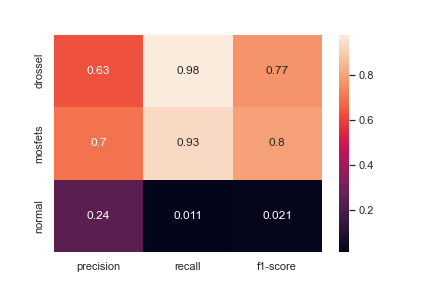 drossel 0.63 0.98 0.77
mosfets 0.7 0.93 0.8
normal 0.24 0.011 0.021
precision recall f1-score
0.8
0.6
0.4
0.2